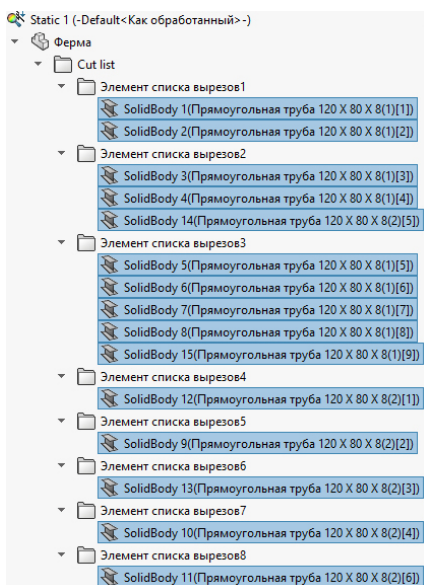 Static 1 (-Default<Как обработанный>-)
Ферма
Cut list
Элемент списка вырезов1
SolidBody 1(Прямоугольная труба 120 X 80 X 8(1)[1])
SolidBody 2(Прямоугольная труба 120 X 80 X 8(1)[2])
Элемент списка вырезов2
SolidBody 3(Прямоугольная труба 120 X 80 X 8(1)[3])
SolidBody 4(Прямоугольная труба 120 X 80 X 8(1)[4])
SolidBody 14(Прямоугольная труба 120 X 80 X 8(2)[5])
Элемент списка вырезов3
SolidBody 5(Прямоугольная труба 120 X 80 X 8(1)[5])
SolidBody 6(Прямоугольная труба 120 X 80 X 8(1)[6])
SolidBody 7(Прямоугольная труба 120 X 80 X 8(1)[7])
SolidBody 8(Прямоугольная труба 120 X 80 X 8(1)[8])
SolidBody 15(Прямоугольная труба 120 X 80 X 8(1)[9])
Элемент списка вырезов4
SolidBody 12(Прямоугольная труба 120 X 80 X 8(2)[1])
Элемент списка вырезов5
SolidBody 9(Прямоугольная труба 120 X 80 X 8(2)[2])
Элемент списка вырезов6
SolidBody 13(Прямоугольная труба 120 X 80 X 8(2)[3])
Элемент списка вырезов7
SolidBody 10(Прямоугольная труба 120 X 80 X 8(2)[4])
Элемент списка вырезов8
SolidBody 11(Прямоугольная труба 120 X 80 X 8(2)[6])